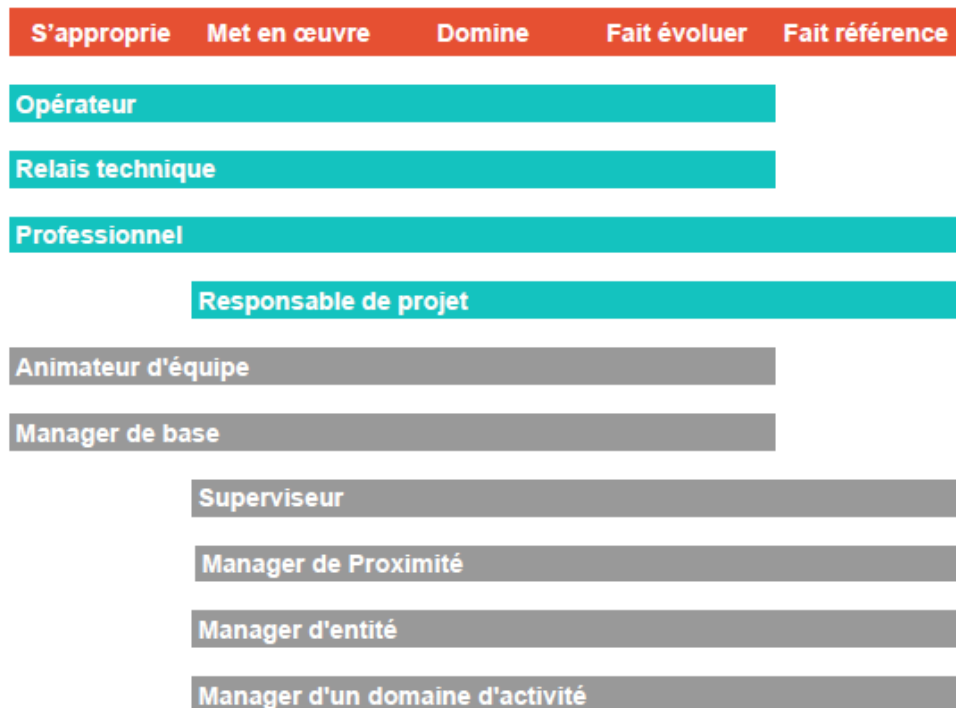 S’approprie Met en œuvre Domine Fait évoluer Fait référence
Opérateur
Relais technique
Professionnel
Responsable de projet
Animateur d'équipe
Manager de base
Superviseur
Manager de Proximité
Manager d'entité
Manager d'un domaine d'activité